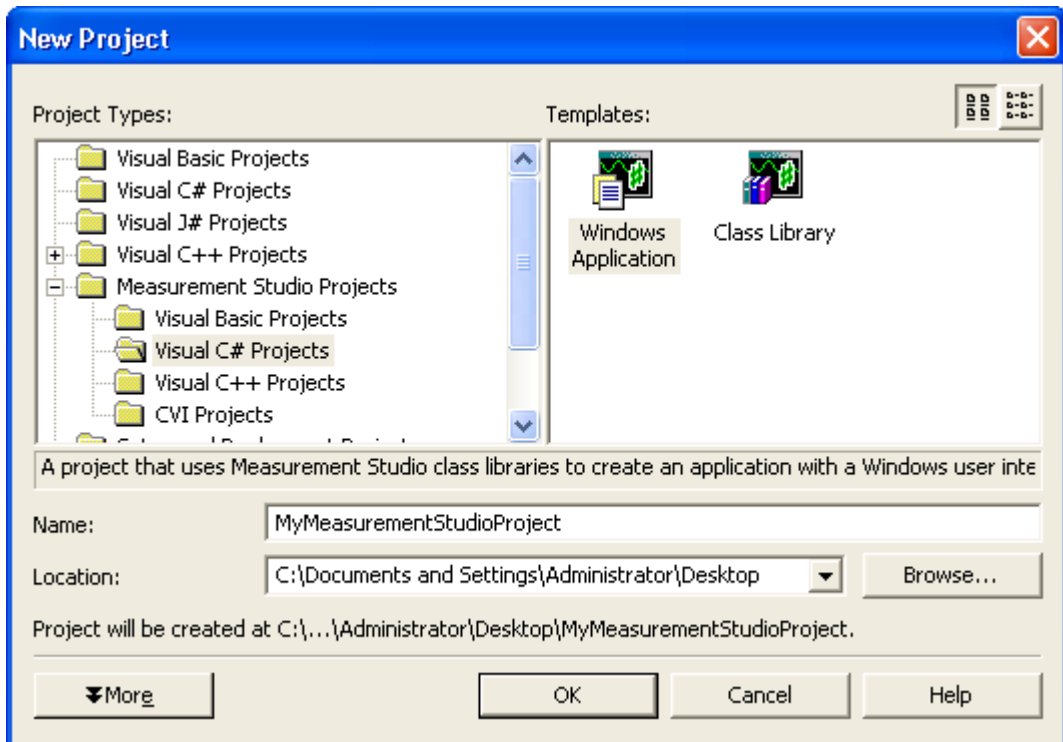 New Project
Project Types:
Templates:
Visual Basic Projects
Visual C# Projects
Visual J# Projects
Visual C++ Projects
Measurement Studio Projects
Visual Basic Projects
Visual C# Projects
Visual C++ Projects
CVI Projects
Windows
Application
Class Library
A project that uses Measurement Studio class libraries to create an application with a Windows user inte
Name:
MyMeasurementStudioProject
Location:
C:\Documents and Settings\Administrator\Desktop
Browse...
Project will be created at C:\...\Administrator\Desktop\MyMeasurementStudioProject.
More
OK
Cancel
Help